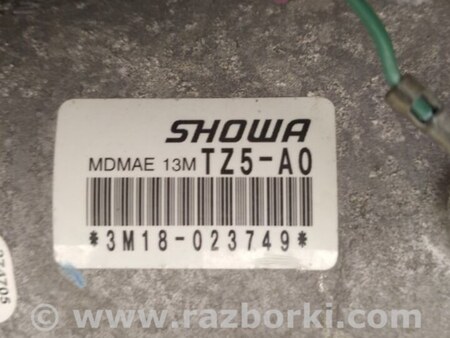 SHOWA
MDMAE 13M TZ5-A0
*3M18-023749*
www.razborki.com